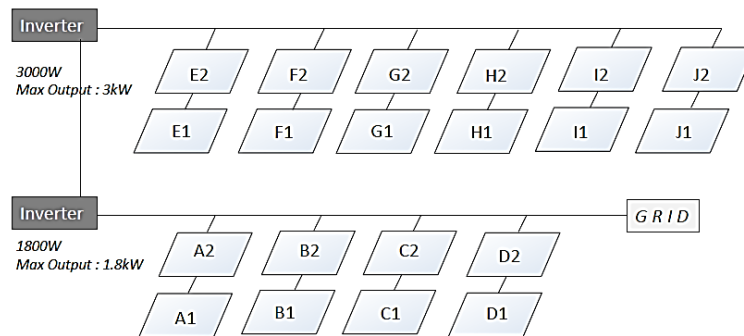 Inverter
3000W
Max Output : 3kW
E2 F2 G2 H2 I2 J2
E1 F1 G1 H1 I1 J1
Inverter
1800W
Max Output : 1.8kW
GRID
A2 B2 C2 D2
A1 B1 C1 D1